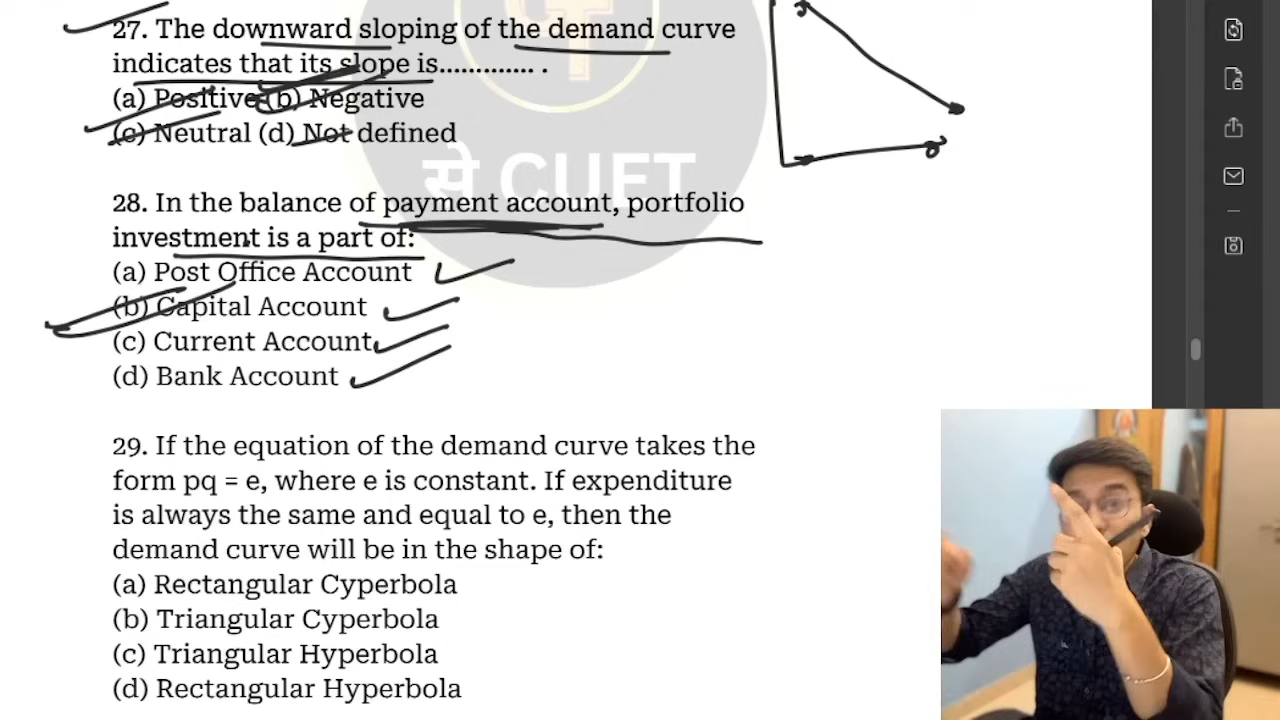 27. The downward sloping of the demand curve
indicates that its slope is............. .
(a) Positive (b) Negative
(c) Neutral (d) Not defined
से CUET
28. In the balance of payment account, portfolio
investment is a part of:
(a) Post Office Account
(b) Capital Account
(c) Current Account
(d) Bank Account
29. If the equation of the demand curve takes the
form pq = e, where e is constant. If expenditure
is always the same and equal to e, then the
demand curve will be in the shape of:
(a) Rectangular Cyperbola
(b) Triangular Cyperbola
(c) Triangular Hyperbola
(d) Rectangular Hyperbola